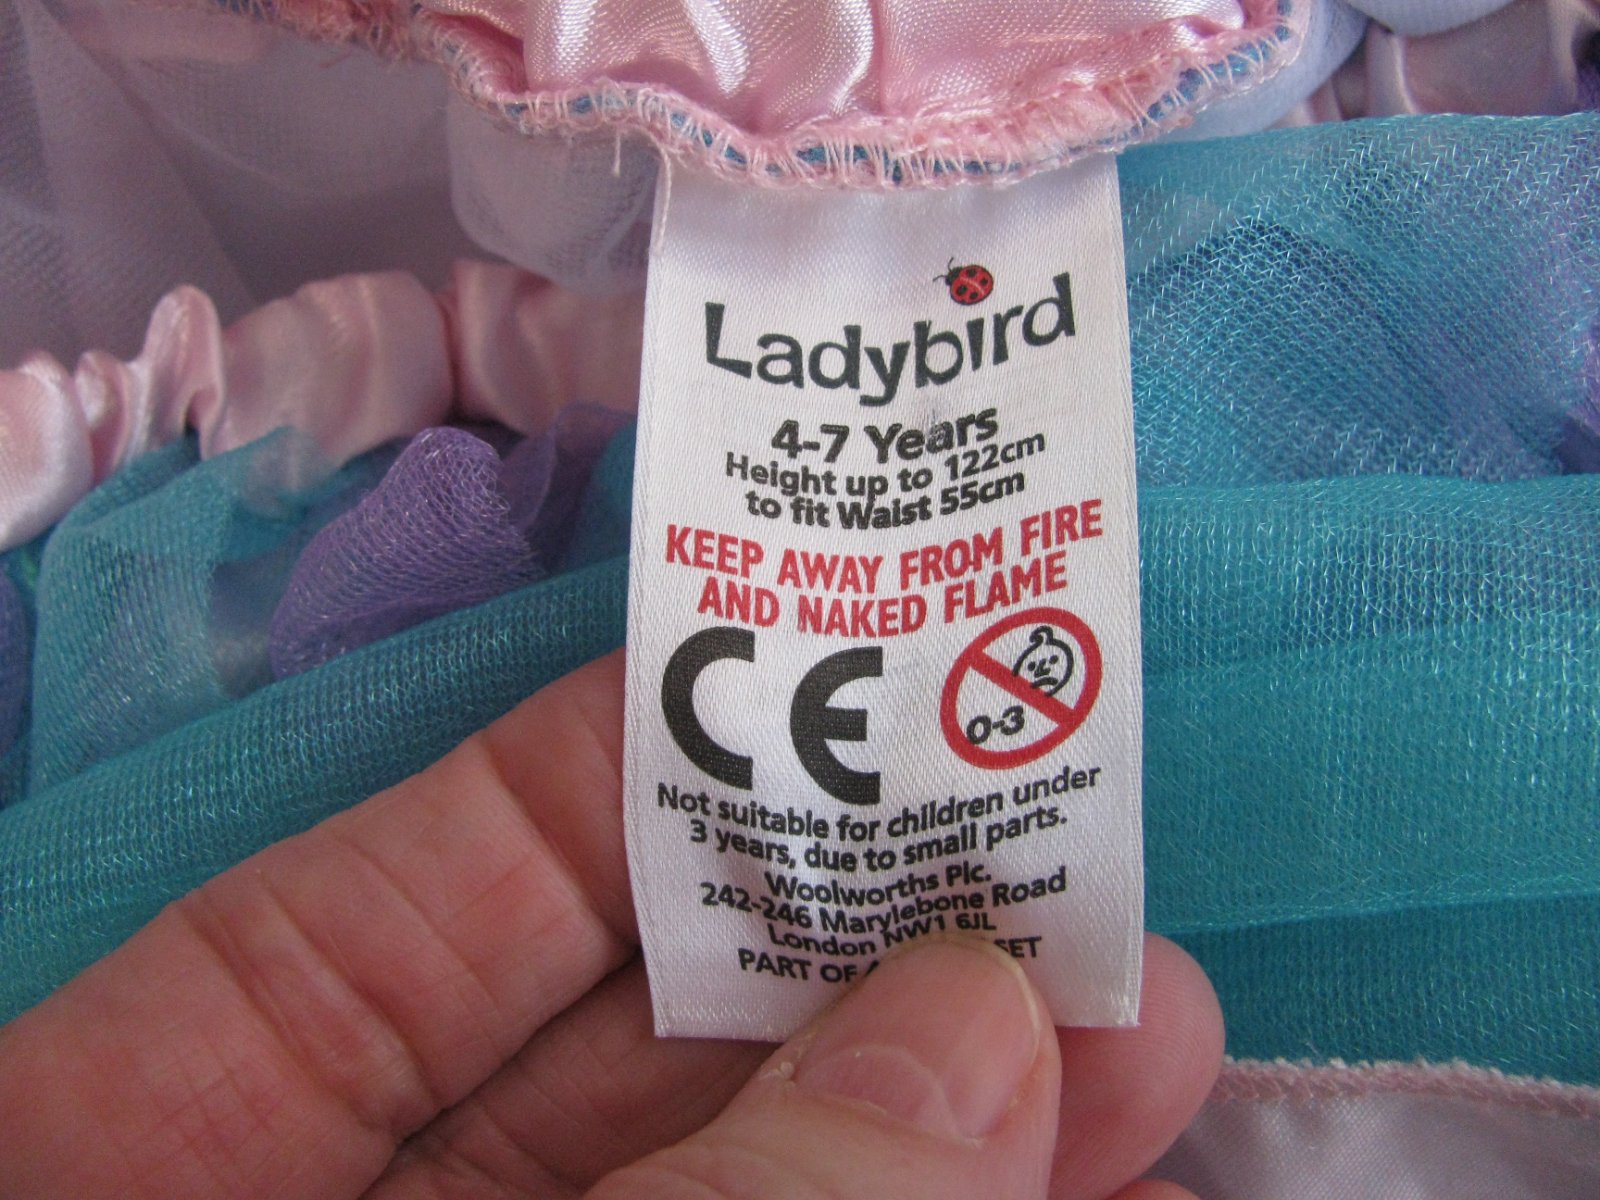 Ladybird
4-7 Years
Height up to 122cm
to fit Waist 55cm
KEEP AWAY FROM FIRE
AND NAKED FLAME
CE
0-3
Not suitable for children under
3 years, due to small parts.
Woolworths Plc.
242-246 Marylebone Road
London NW1 6JL
PART OF SET